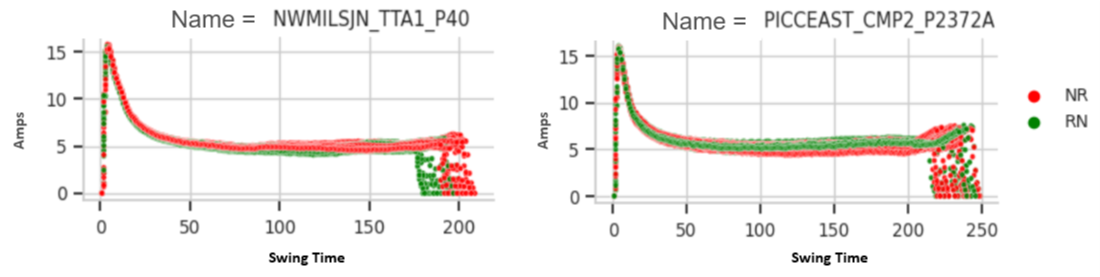 Name = NWMILSJN_TTA1_P40
15
10
5
0
Amps
0 50 100 150 200
Swing Time
Name = PICCEAST_CMP2_P2372A
15
10
5
0
Amps
0 50 100 150 200 250
Swing Time
NR
RN